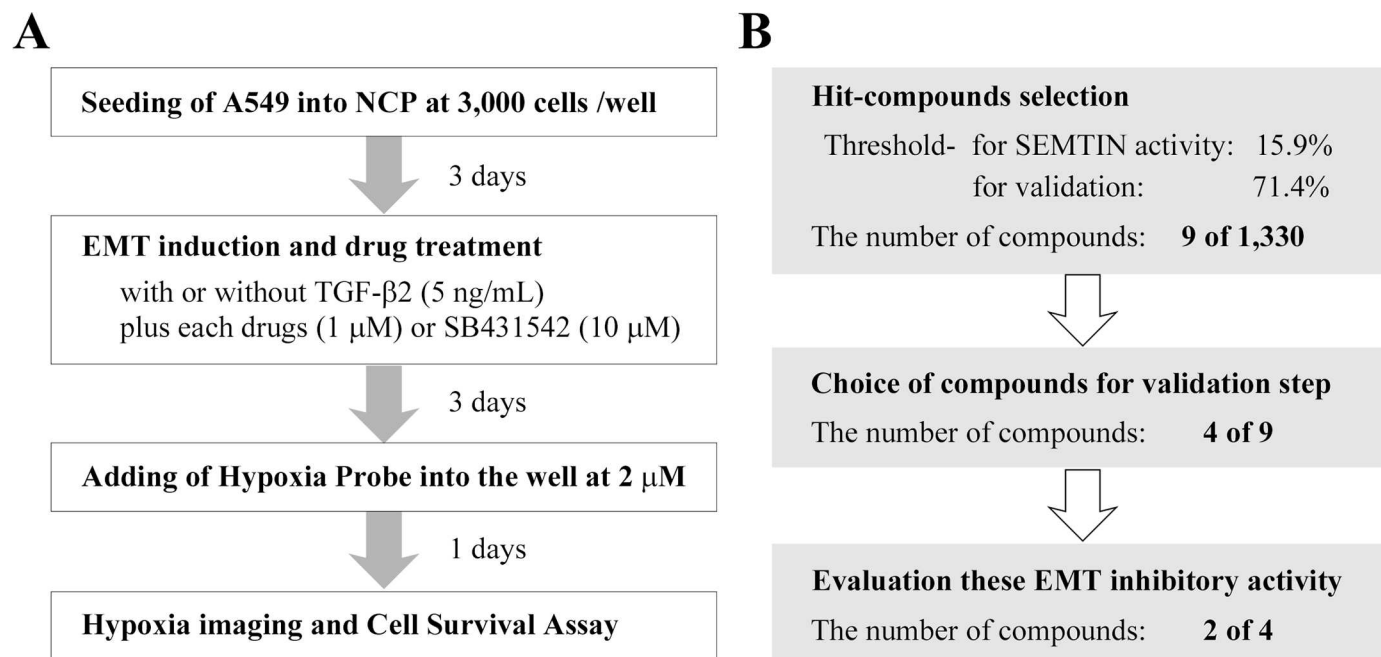 A
Seeding of A549 into NCP at 3,000 cells /well
3 days
EMT induction and drug treatment
with or without TGF-β2 (5 ng/mL)
plus each drugs (1 μM) or SB431542 (10 μM)
3 days
Adding of Hypoxia Probe into the well at 2 μM
1 days
Hypoxia imaging and Cell Survival Assay
B
Hit-compounds selection
Threshold- for SEMTIN activity: 15.9%
for validation: 71.4%
The number of compounds: 9 of 1,330
Choice of compounds for validation step
The number of compounds: 4 of 9
Evaluation these EMT inhibitory activity
The number of compounds: 2 of 4